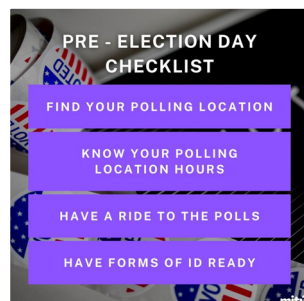 PRE - ELECTION DAY
CHECKLIST
FIND YOUR POLLING LOCATION
KNOW YOUR POLLING
LOCATION HOURS
HAVE A RIDE TO THE POLLS
HAVE FORMS OF ID READY
VOTED